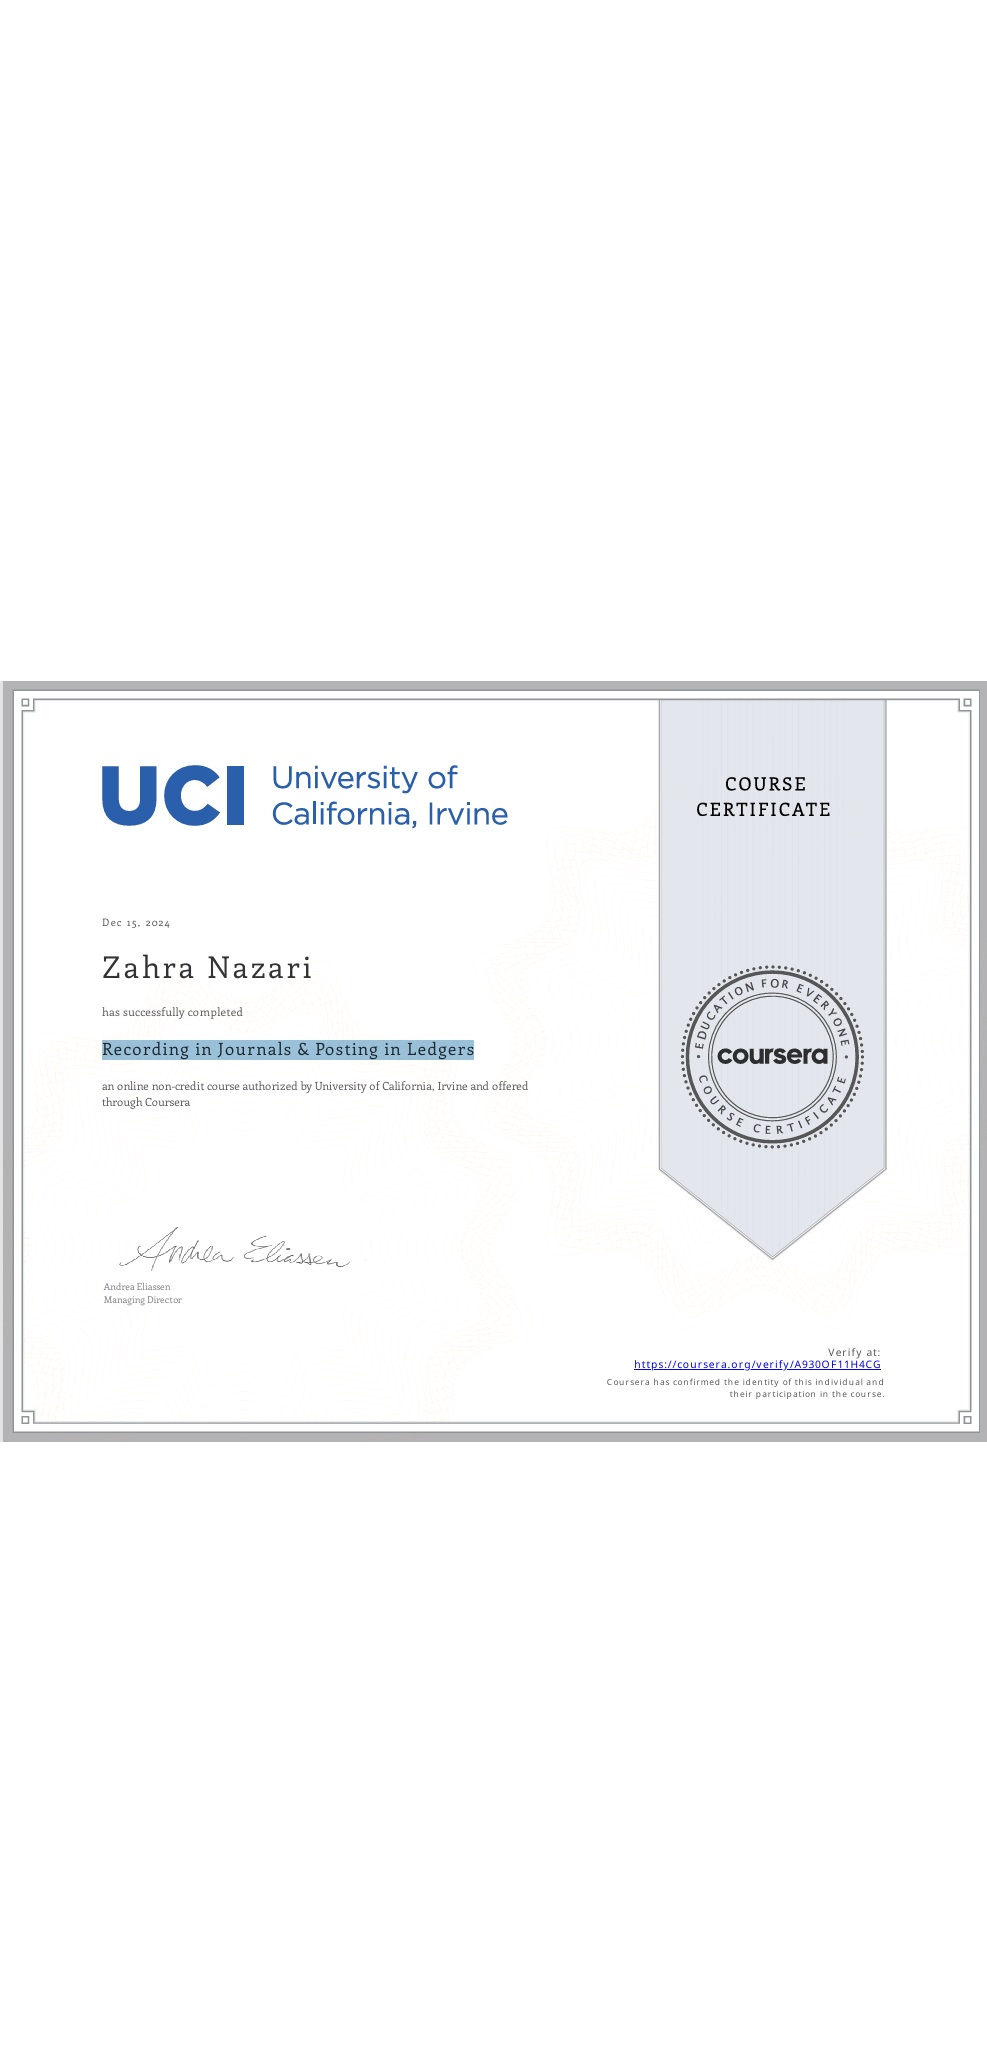 UCI University of
California, Irvine
COURSE
CERTIFICATE
Dec 15, 2024
Zahra Nazari
has successfully completed
Recording in Journals & Posting in Ledgers
an online non-credit course authorized by University of California, Irvine and offered
through Coursera
EDUCATION FOR EVERYONE
coursera
COURSE CERTIFICATE
Andrea Eliassen
Andrea Eliassen
Managing Director
Verify at:
https://coursera.org/verify/A930OF11H4CG
Coursera has confirmed the identity of this individual and
their participation in the course.